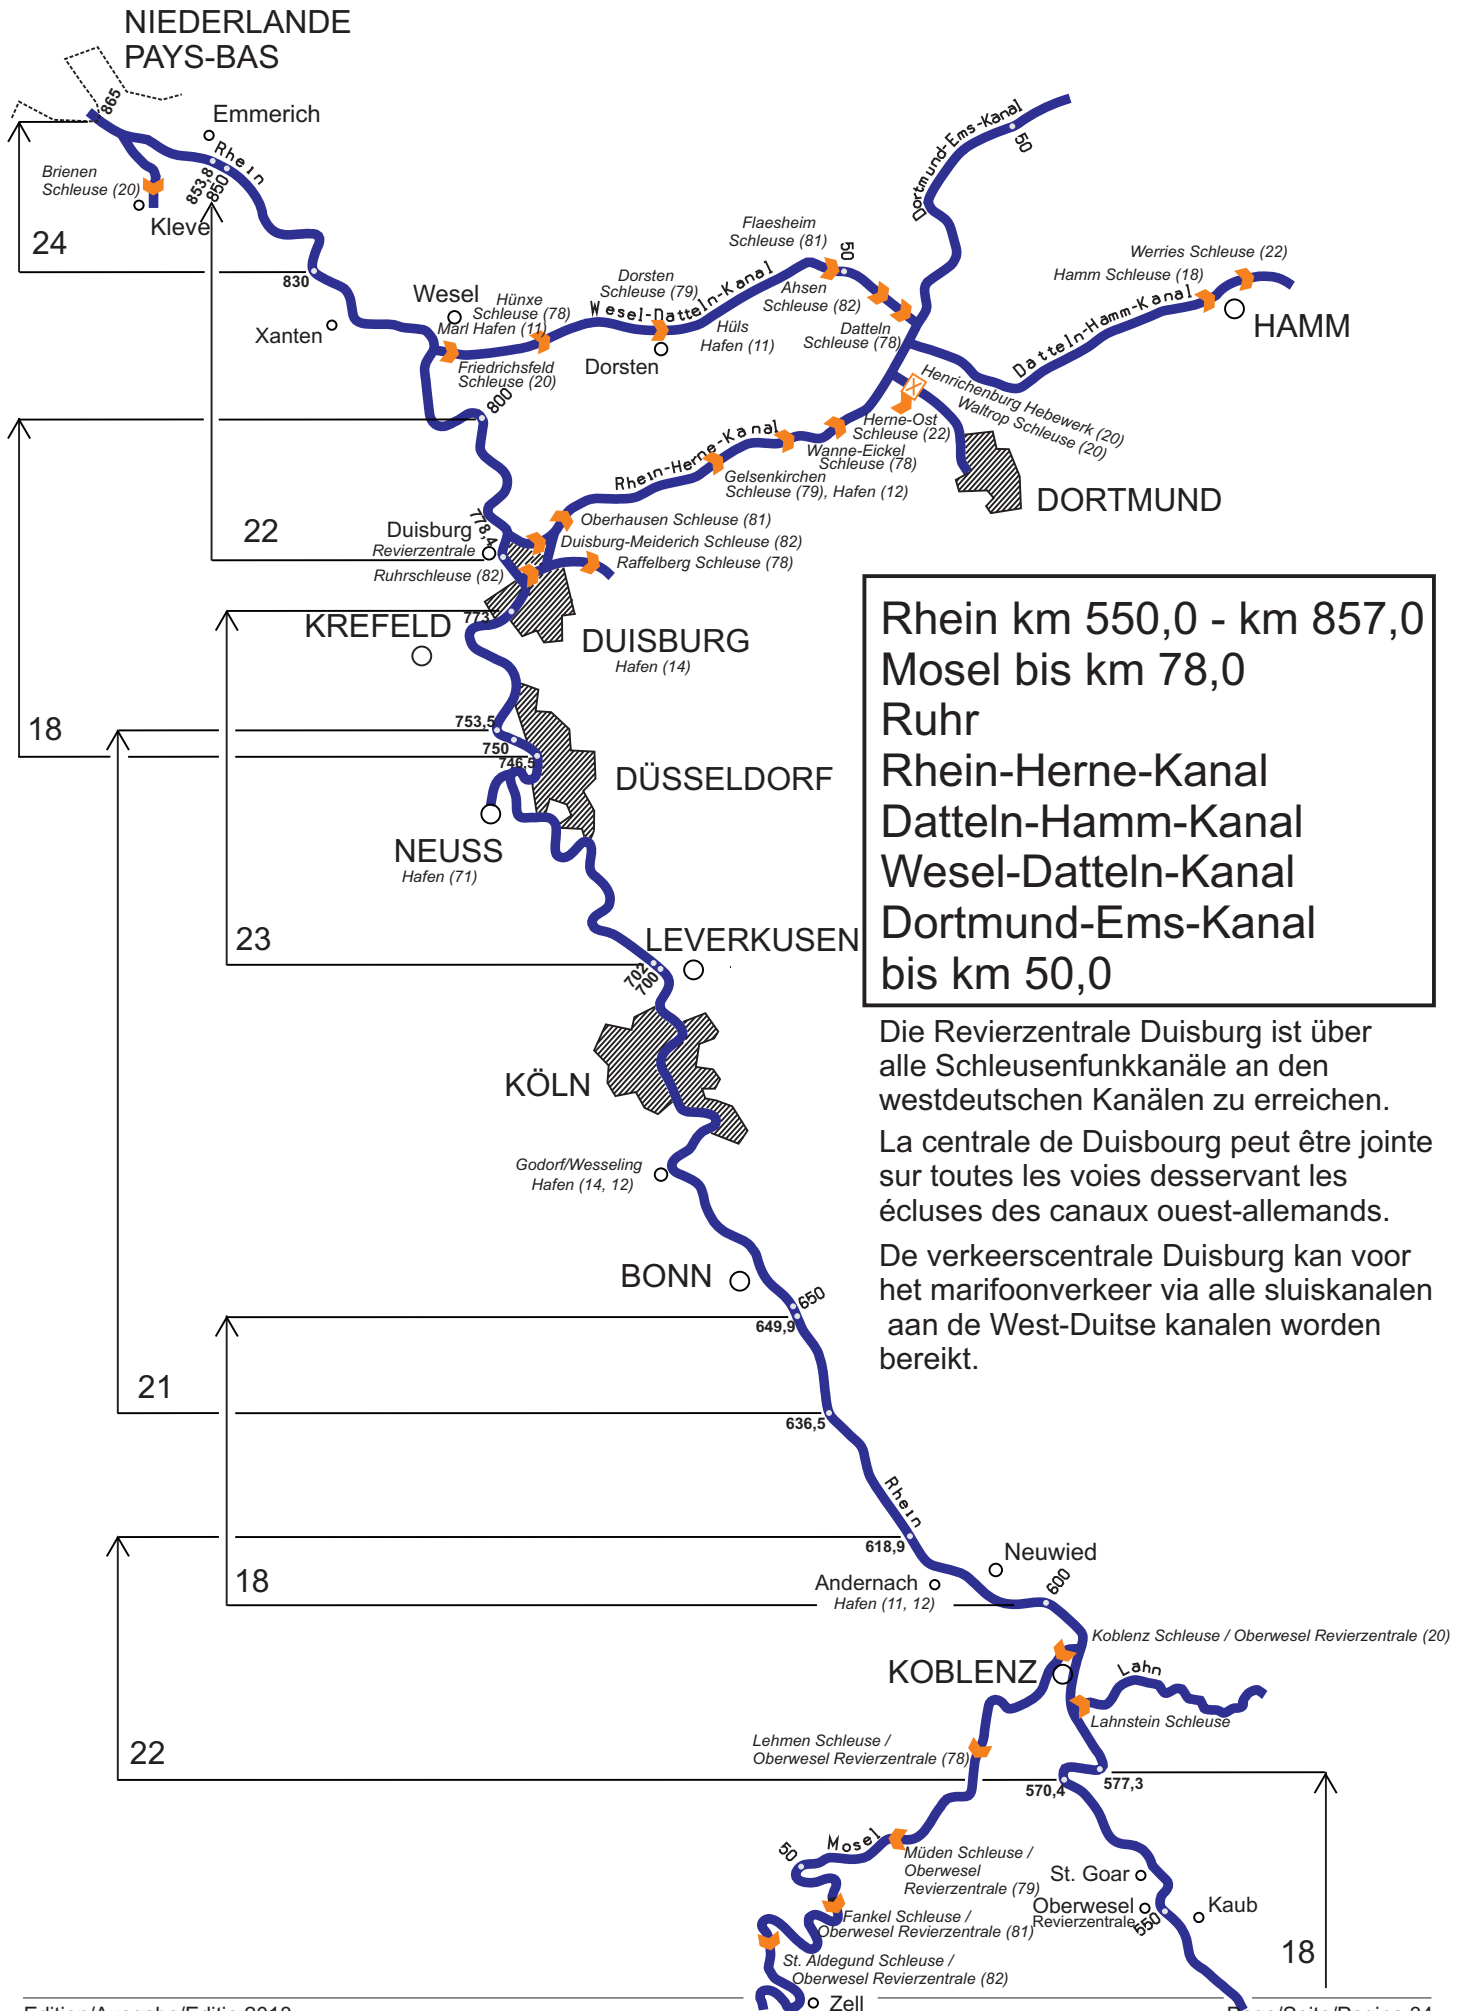 NIEDERLANDE
PAYS-BAS
865
Emmerich
Rhein
Brienen
Schleuse (20)
853,8
850
Kleve
24
830
Dortmund-Ems-Kanal
50
Flaesheim
Schleuse (81)
50
Werries Schleuse (22)
Hamm Schleuse (18)
Dorsten
Schleuse (79)
Ahsen
Schleuse (82)
Wesel
Hünxe
Schleuse (78)
Marl Hafen (11)
Wesel-Datteln-Kanal
Datteln-Hamm-Kanal
HAMM
Xanten
Hüls
Hafen (11)
Datteln
Schleuse (78)
Dorsten
Friedrichsfeld
Schleuse (20)
Henrichenburg Hebewerk (20)
Waltrop Schleuse (20)
800
Herne-Ost
Schleuse (22)
Rhein-Herne-Kanal
Wanne-Eickel
Schleuse (78)
Gelsenkirchen
Schleuse (79), Hafen (12)
DORTMUND
22
Duisburg
Revierzentrale
778,4
Oberhausen Schleuse (81)
Duisburg-Meiderich Schleuse (82)
Raffelberg Schleuse (78)
Ruhrschleuse (82)
773
KREFELD
DUISBURG
Hafen (14)
Rhein km 550,0 - km 857,0
Mosel bis km 78,0
Ruhr
Rhein-Herne-Kanal
Datteln-Hamm-Kanal
Wesel-Datteln-Kanal
Dortmund-Ems-Kanal
bis km 50,0
18
753,5
750
746,5
DÜSSELDORF
NEUSS
Hafen (71)
23
LEVERKUSEN
702
700
Die Revierzentrale Duisburg ist über
alle Schleusenfunkkanäle an den
westdeutschen Kanälen zu erreichen.
La centrale de Duisbourg peut être jointe
sur toutes les voies desservant les
écluses des canaux ouest-allemands.
De verkeerscentrale Duisburg kan voor
het marifoonverkeer via alle sluiskanalen
aan de West-Duitse kanalen worden
bereikt.
KÖLN
Godorf/Wesseling
Hafen (14, 12)
BONN
650
649,9
21
636,5
Rhein
618,9
Neuwied
18
Andernach
Hafen (11, 12)
600
Koblenz Schleuse / Oberwesel Revierzentrale (20)
KOBLENZ
Lahn
Lahnstein Schleuse
Lehmen Schleuse /
Oberwesel Revierzentrale (78)
22
570,4
577,3
Mosel
50
Müden Schleuse /
Oberwesel
Revierzentrale (79)
St. Goar
Oberwesel
Revierzentrale
550
Kaub
Fankel Schleuse /
Oberwesel Revierzentrale (81)
18
St. Aldegund Schleuse /
Oberwesel Revierzentrale (82)
Zell
Edition/Ausgabe/Editie 2018
Page/Seite/Pagina 24